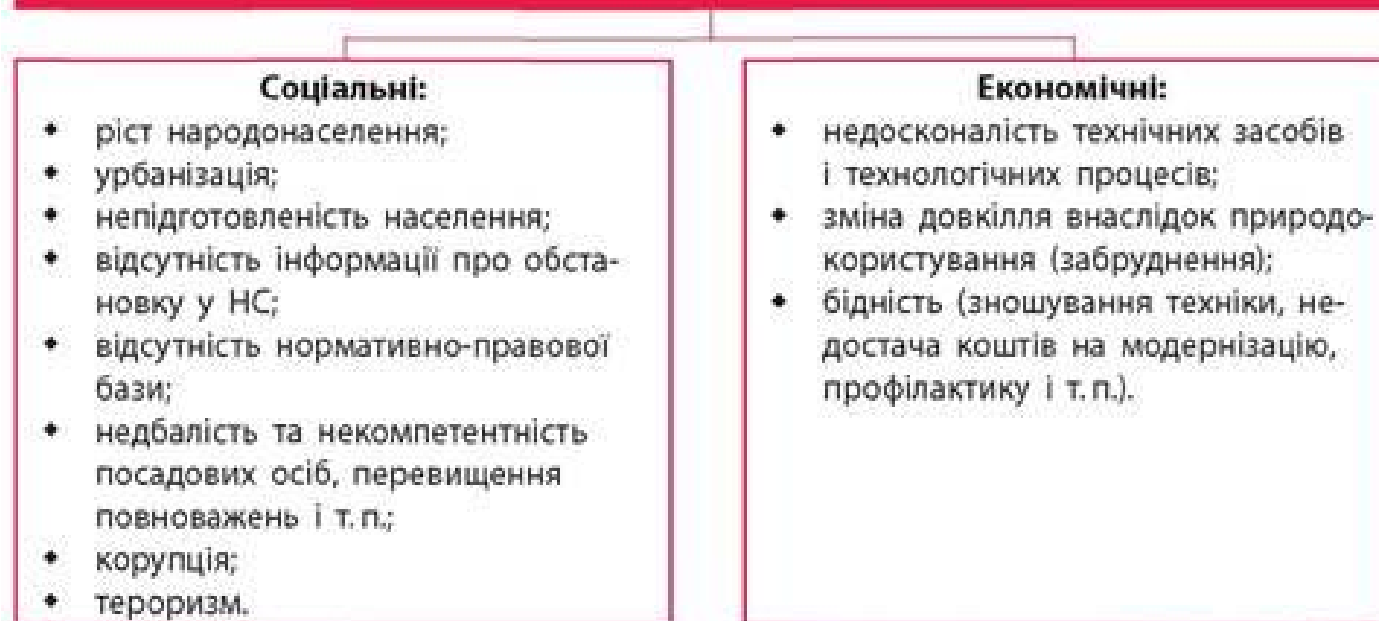 Соціальні:
• ріст народонаселення;
• урбанізація;
• непідготовленість населення;
• відсутність інформації про обста-
новку у НС;
• відсутність нормативно-правової
бази;
• недбалість та некомпетентність
посадових осіб, перевищення
повноважень і т. п.;
• корупція;
• тероризм.
Економічні:
• недосконалість технічних засобів
і технологічних процесів;
• зміна довкілля внаслідок природо-
користування (забруднення);
• бідність (зношування техніки, не-
достача коштів на модернізацію,
профілактику і т. п.).